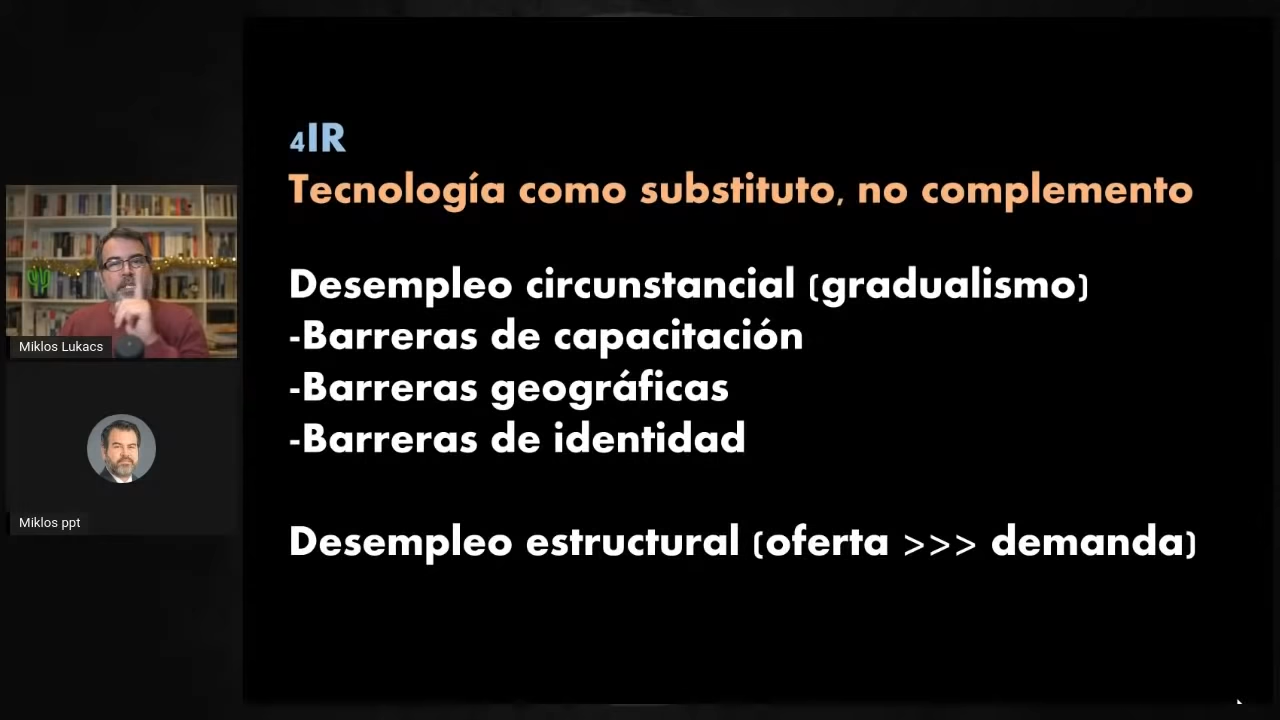 4IR
Tecnología como substituto, no complemento
Desempleo circunstancial (gradualismo)
-Barreras de capacitación
-Barreras geográficas
-Barreras de identidad
Desempleo estructural (oferta >>> demanda)
Miklos Lukacs
Miklos ppt